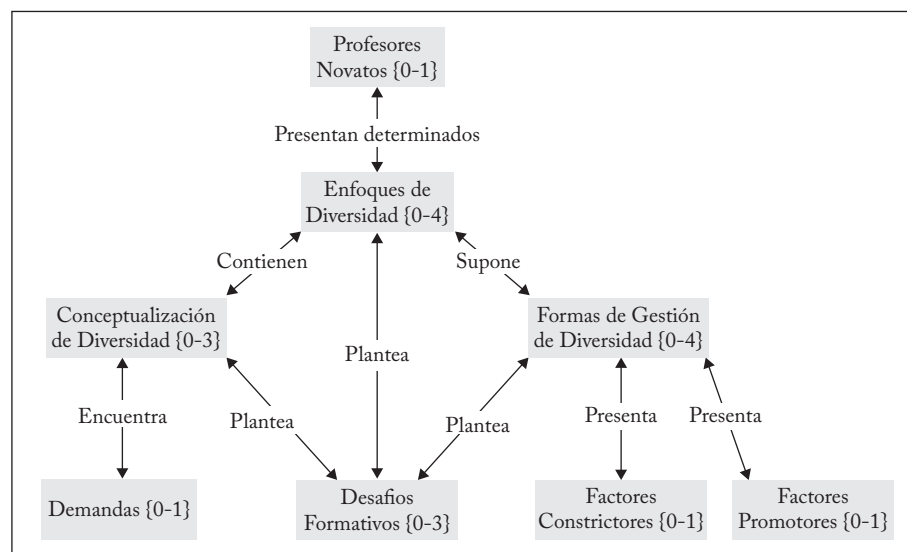 Profesores
Novatos {0-1}
Presentan determinados
Enfoques de
Diversidad {0-4}
Contienen
Supone
Conceptualización
de Diversidad {0-3}
Formas de Gestión
de Diversidad {0-4}
Plantea
Encuentra
Plantea
Plantea
Presenta
Presenta
Demandas {0-1}
Desafios
Formativos {0-3}
Factores
Constrictores {0-1}
Factores
Promotores {0-1}